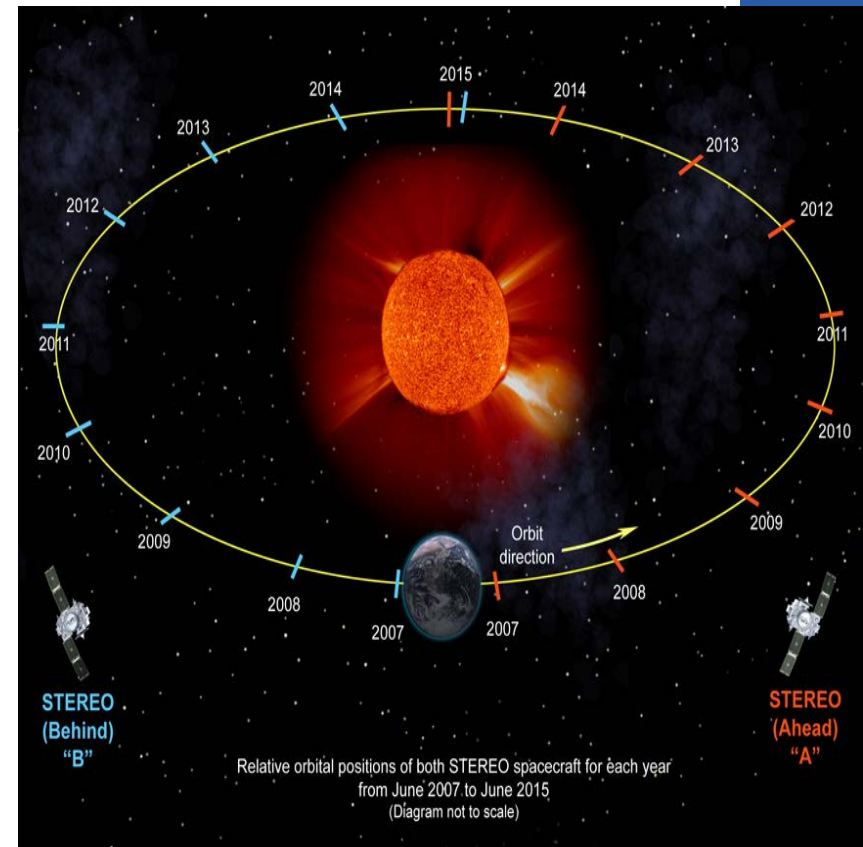 2015
2014
2014
2013
2013
2012
2012
2011
2011
2010
2010
2009
2009
Orbit
direction
2008
2008
2007
2007
STEREO
(Behind)
“B”
STEREO
(Ahead)
“A”
Relative orbital positions of both STEREO spacecraft for each year
from June 2007 to June 2015
(Diagram not to scale)